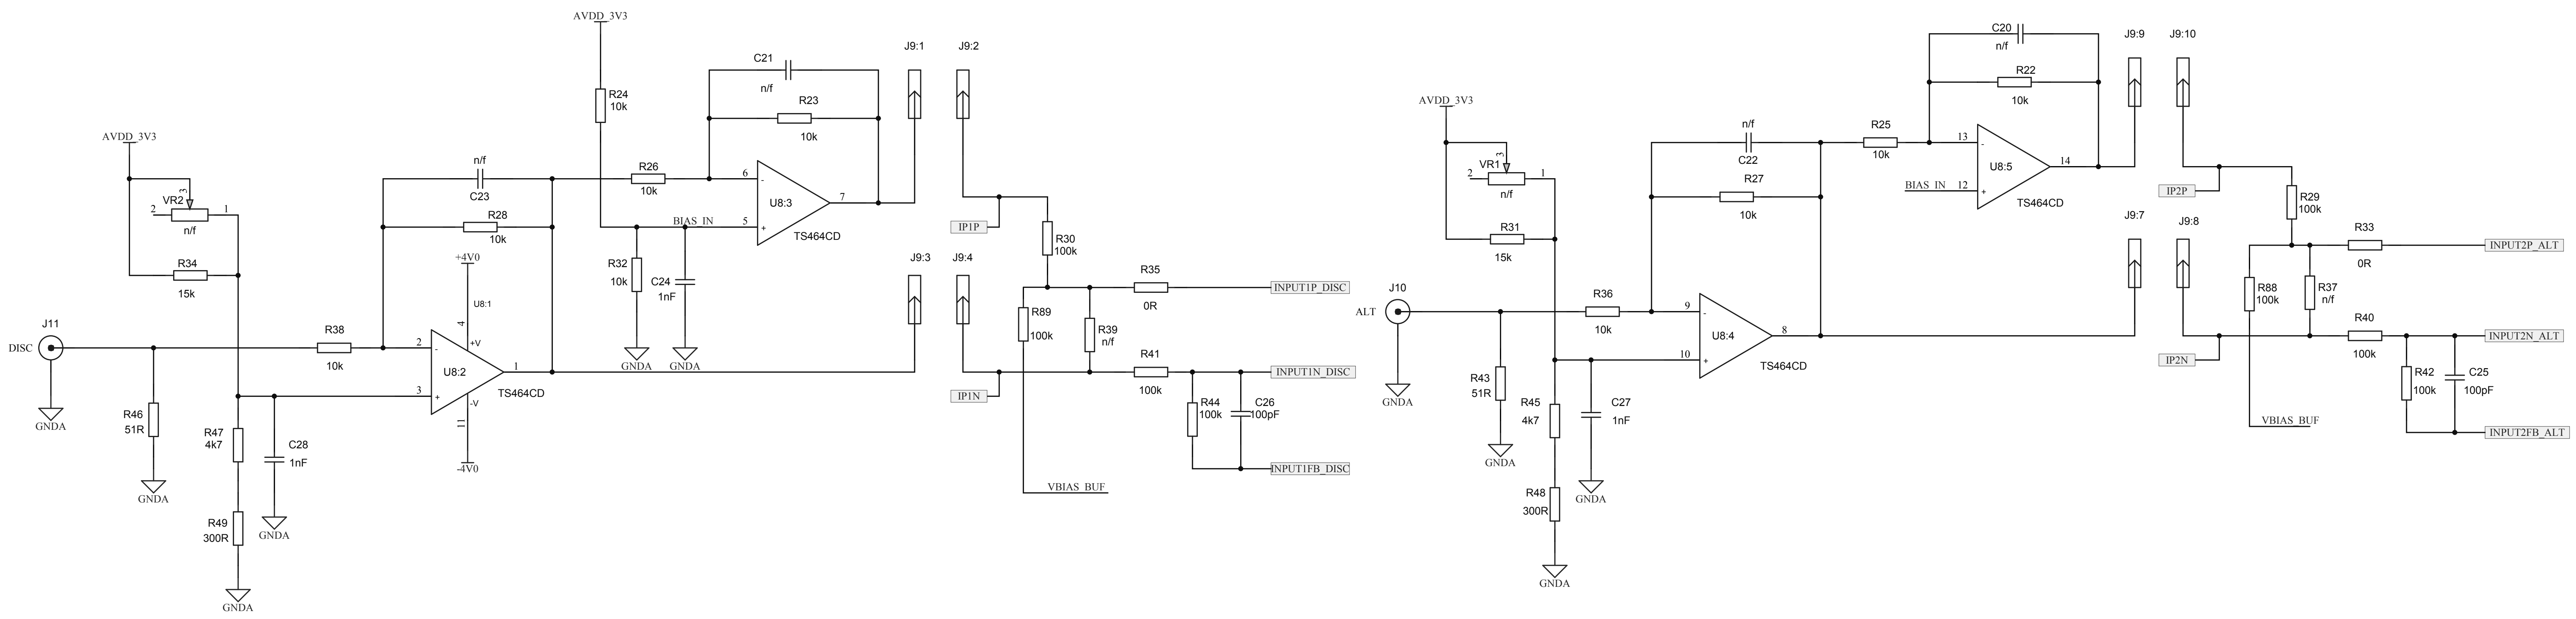 AVDD_3V3
R24
10k
C21
n/f
R23
10k
J9:1
J9:2
AVDD_3V3
VR2
3
2
1
n/f
R34
15k
n/f
C23
R28
10k
R26
10k
6
-
5
+
U8:3
7
TS464CD
BIAS_IN
R32
10k
C24
1nF
GNDA
GNDA
IP1P
R30
100k
J9:3
J9:4
+4V0
U8:1
4
+V
J11
DISC
GNDA
R38
10k
2
-
3
+
U8:2
1
TS464CD
-V
11
-4V0
R46
51R
GNDA
R47
4k7
C28
1nF
GNDA
R49
300R
GNDA
R35
0R
INPUT1P_DISC
R89
100k
R39
n/f
R41
100k
INPUT1N_DISC
IP1N
R44
100k
C26
100pF
INPUT1FB_DISC
VBIAS_BUF
AVDD_3V3
VR1
3
2
1
n/f
R31
15k
n/f
C22
R27
10k
R25
10k
C20
n/f
R22
10k
13
-
BIAS_IN
12
+
U8:5
14
TS464CD
J9:9
J9:10
J9:7
J9:8
J10
ALT
GNDA
R36
10k
9
-
10
+
U8:4
8
TS464CD
R43
51R
GNDA
R45
4k7
C27
1nF
GNDA
R48
300R
GNDA
IP2P
R29
100k
R33
0R
INPUT2P_ALT
R88
100k
R37
n/f
R40
100k
INPUT2N_ALT
IP2N
R42
100k
C25
100pF
VBIAS_BUF
INPUT2FB_ALT